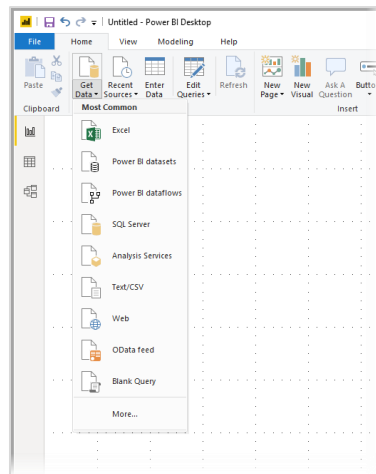 Untitled - Power BI Desktop
File Home View Modeling Help
Paste
Get Data
Recent Sources
Enter Data
Edit Queries
Refresh
New Page
New Visual
Ask A Question
Clipboard
Insert
Most Common
Excel
Power BI datasets
Power BI dataflows
SQL Server
Analysis Services
Text/CSV
Web
OData feed
Blank Query
More...